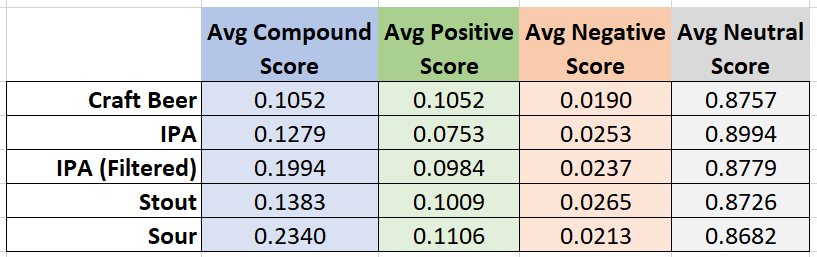 Avg Compound Score Avg Positive Score Avg Negative Score Avg Neutral Score
Craft Beer 0.1052 0.1052 0.0190 0.8757
IPA 0.1279 0.0753 0.0253 0.8994
IPA (Filtered) 0.1994 0.0984 0.0237 0.8779
Stout 0.1383 0.1009 0.0265 0.8726
Sour 0.2340 0.1106 0.0213 0.8682